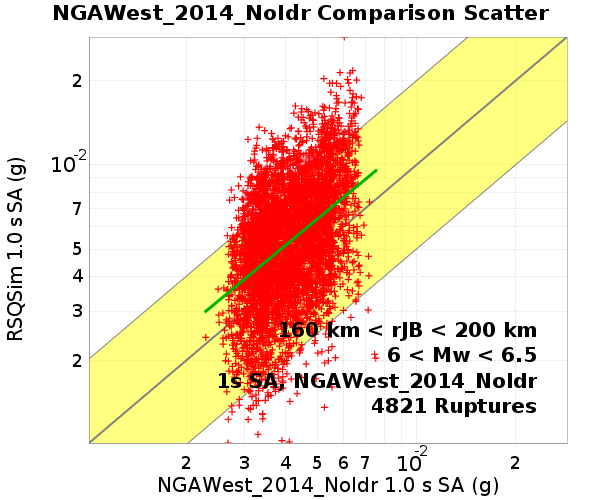 NGAWest_2014_NoIdr Comparison Scatter
RSQSim 1.0 s SA (g)
2
10-2
7
5
4
3
2
160 km < rJB < 200 km
6 < Mw < 6.5
1s SA, NGAWest_2014_NoIdr
4821 Ruptures
2 3 4 5 6 7 10-2 2
NGAWest_2014_NoIdr 1.0 s SA (g)